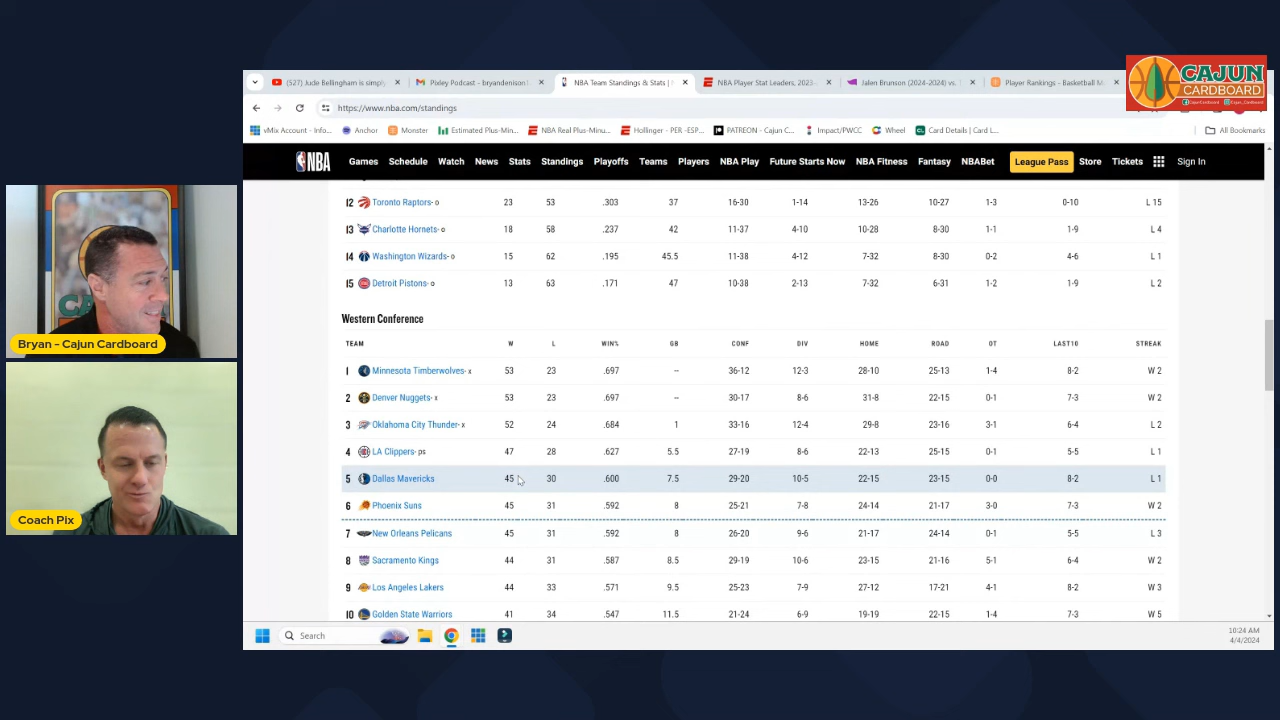 CAJUN
CARDBOARD
CajunCardboard Cajun_Cardboard
(527) Jude Bellingham is simply
Pixley Podcast - bryandenison
NBA Team Standings & Stats |
NBA Player Stat Leaders, 2023-
Jalen Brunson (2024-2024) vs.
Player Rankings - Basketball M
https://www.nba.com/standings
vMix Account - Info...
Anchor
Monster
Estimated Plus-Min...
NBA Real Plus-Minu...
Hollinger - PER -ESP...
PATREON - Cajun C...
Impact/PWCC
Wheel
Card Details | Card L...
All Bookmarks
NBA Games Schedule Watch News Stats Standings Playoffs Teams Players NBA Play Future Starts Now NBA Fitness Fantasy NBABet League Pass Store Tickets Sign In
12 Toronto Raptors - o 23 53 .303 37 16-30 1-14 13-26 10-27 1-3 0-10 L 15
13 Charlotte Hornets - o 18 58 .237 42 11-37 4-10 10-28 8-30 1-1 1-9 L 4
14 Washington Wizards - o 15 62 .195 45.5 11-38 4-12 7-32 8-30 0-2 4-6 L 1
15 Detroit Pistons - o 13 63 .171 47 10-38 2-13 7-32 6-31 1-2 1-9 L 2
Western Conference
TEAM W L WIN% GB CONF DIV HOME ROAD OT LAST10 STREAK
1 Minnesota Timberwolves - x 53 23 .697 – 36-12 12-3 28-10 25-13 1-4 8-2 W 2
2 Denver Nuggets - x 53 23 .697 – 30-17 8-6 31-8 22-15 0-1 7-3 W 2
3 Oklahoma City Thunder - x 52 24 .684 1 33-16 12-4 29-8 23-16 3-1 6-4 L 2
4 LA Clippers - ps 47 28 .627 5.5 27-19 8-6 22-13 25-15 0-1 5-5 L 1
5 Dallas Mavericks 45 30 .600 7.5 29-20 10-5 22-15 23-15 0-0 8-2 L 1
6 Phoenix Suns 45 31 .592 8 25-21 7-8 24-14 21-17 3-0 7-3 W 2
7 New Orleans Pelicans 45 31 .592 8 26-20 9-6 21-17 24-14 0-1 5-5 L 3
8 Sacramento Kings 44 31 .587 8.5 29-19 10-6 23-15 21-16 5-1 6-4 W 2
9 Los Angeles Lakers 44 33 .571 9.5 25-23 7-9 27-12 17-21 4-1 8-2 W 3
10 Golden State Warriors 41 34 .547 11.5 21-24 6-9 19-19 22-15 1-4 7-3 W 5
Bryan - Cajun Cardboard
Coach Pix
Search
10:24 AM
4/4/2024